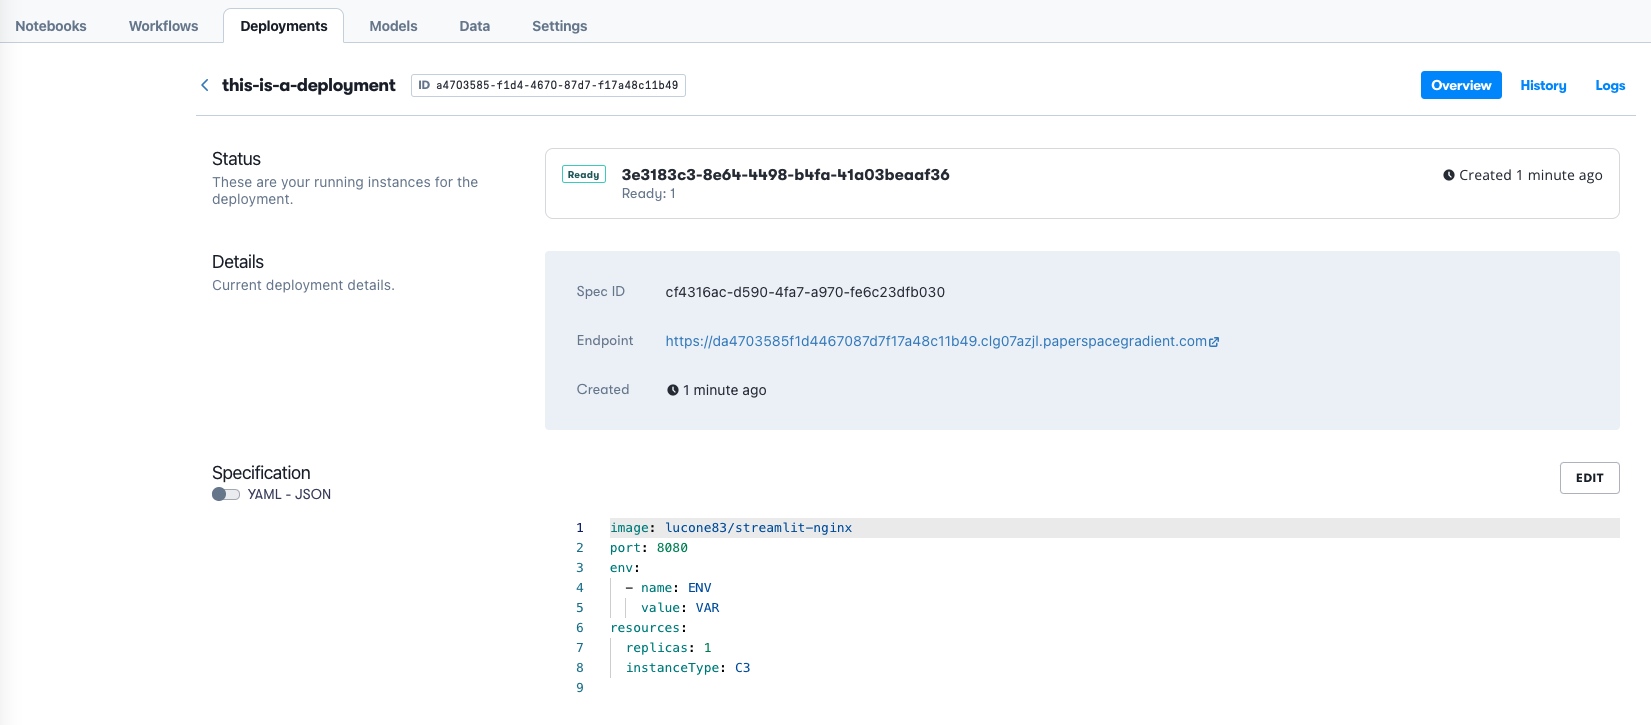 Notebooks Workflows Deployments Models Data Settings
this-is-a-deployment ID a4703585-f1d4-4670-87d7-f17a48c11b49 Overview History Logs
Status
These are your running instances for the
deployment.
Ready 3e3183c3-8e64-4498-b4fa-41a03beaaf36 Created 1 minute ago
Ready: 1
Details
Current deployment details.
Spec ID cf4316ac-d590-4fa7-a970-fe6c23dfb030
Endpoint https://da4703585f1d4467087d7f17a48c11b49.clg07azjl.paperspacegradient.com
Created 1 minute ago
Specification
YAML - JSON
EDIT
1 image: lucone83/streamlit-nginx
2 port: 8080
3 env:
4 - name: ENV
5 value: VAR
6 resources:
7 replicas: 1
8 instanceType: C3
9